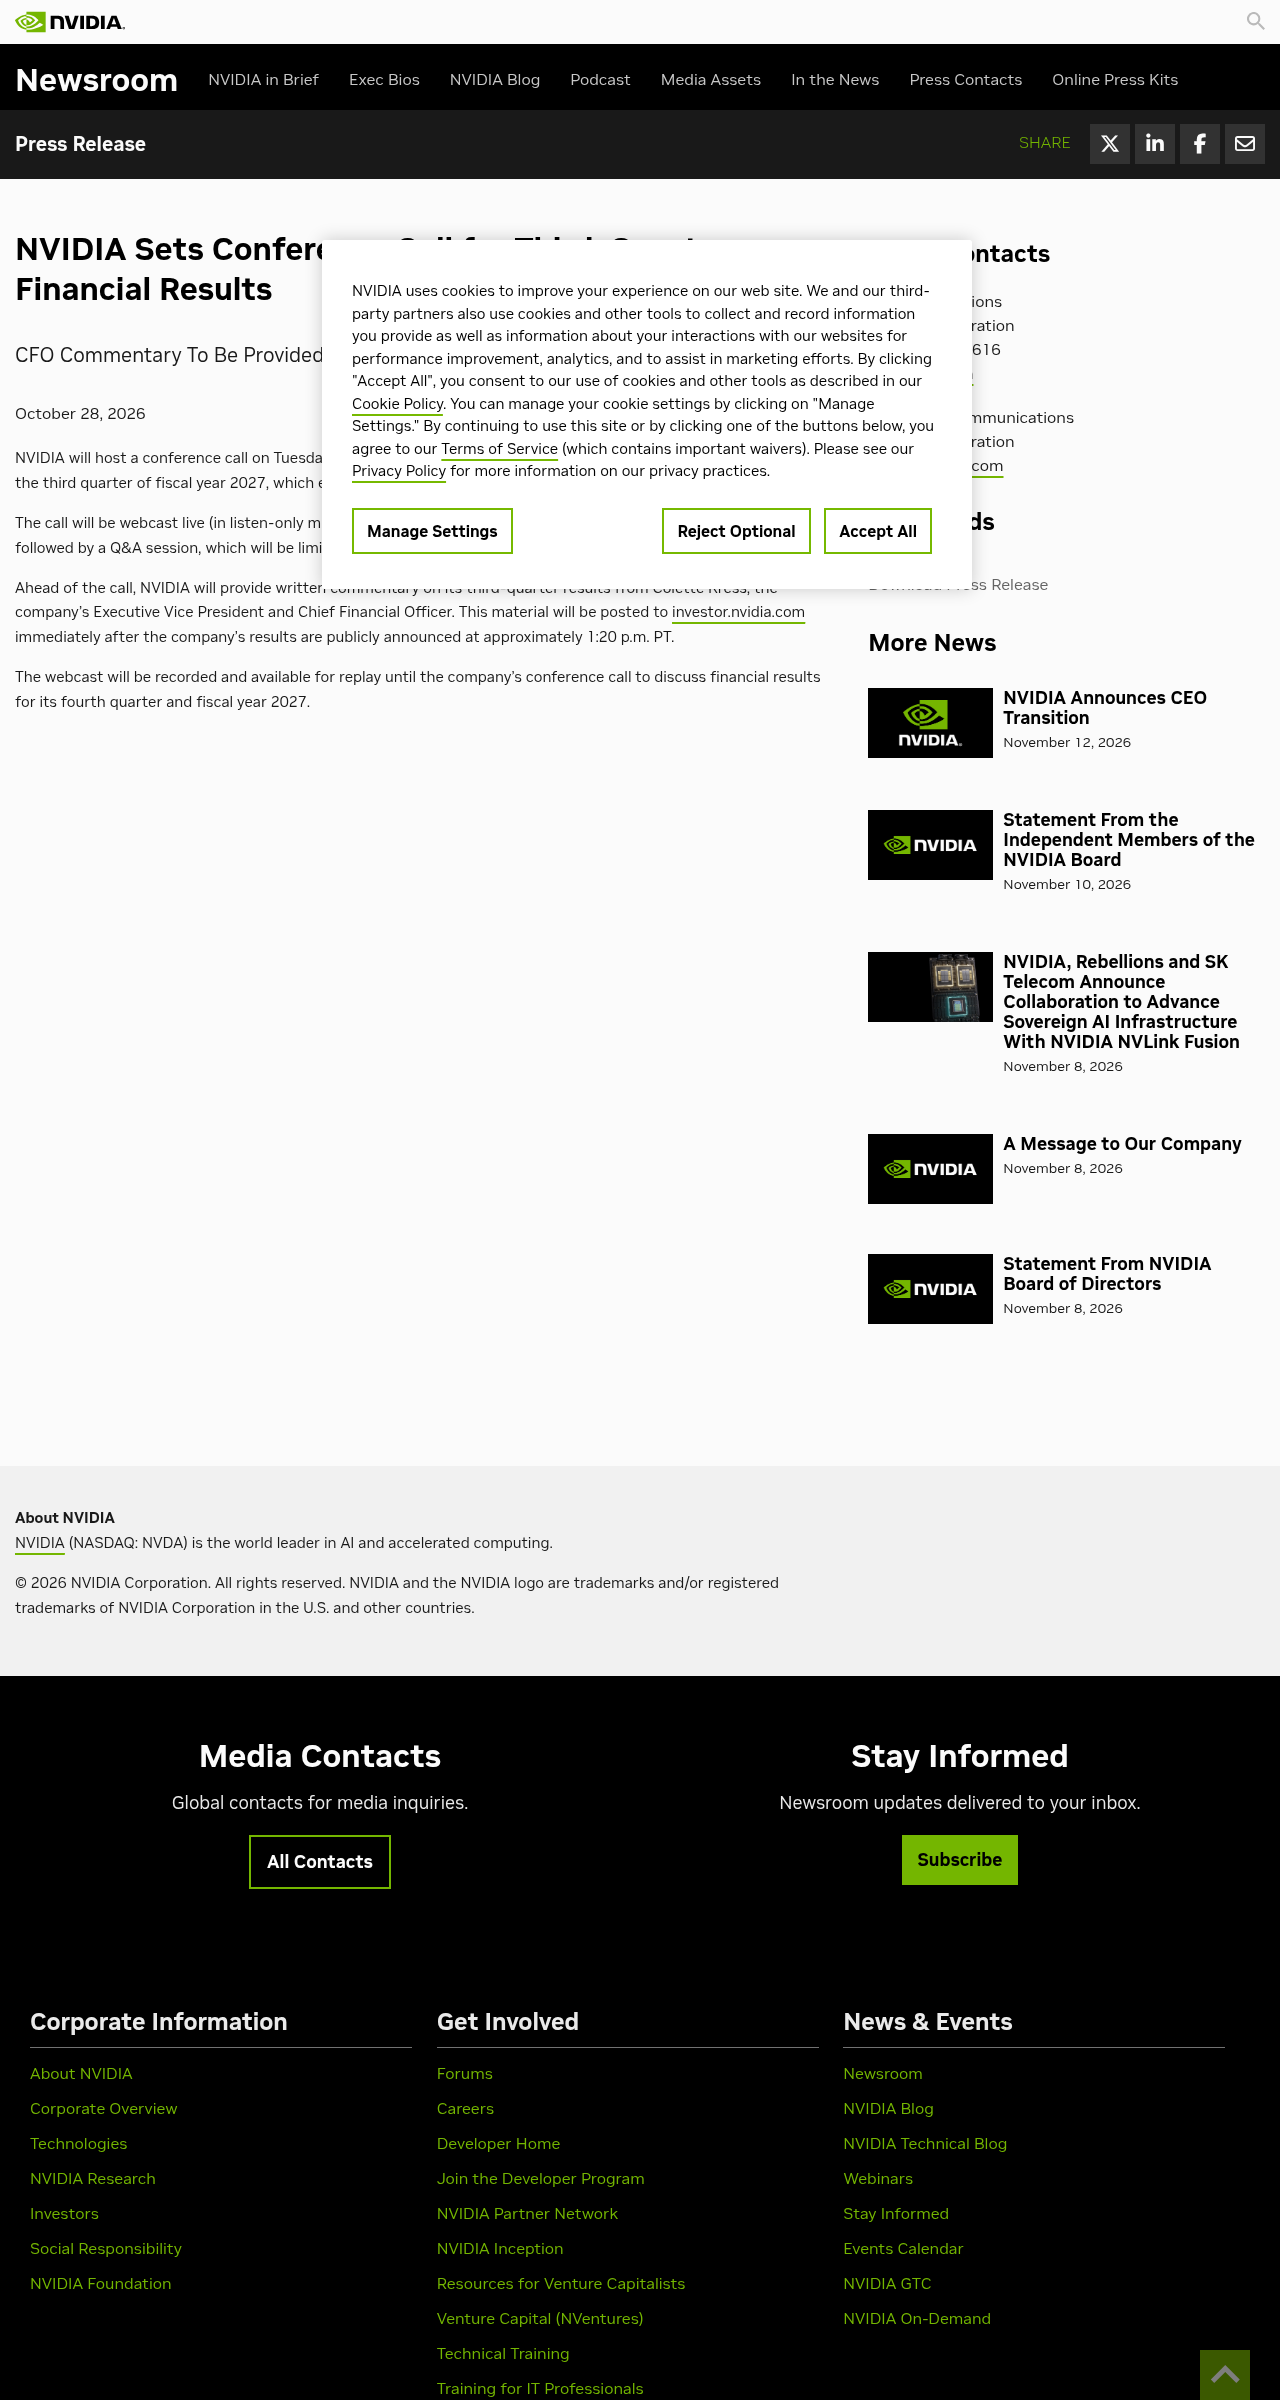 NVIDIA.
Newsroom
NVIDIA in Brief
Exec Bios
NVIDIA Blog
Podcast
Media Assets
In the News
Press Contacts
Online Press Kits
Press Release
SHARE
NVIDIA Sets Confere
Financial Results
CFO Commentary To Be Provided
October 28, 2026
NVIDIA will host a conference call on Tuesda
the third quarter of fiscal year 2027, which
The call will be webcast live (in listen-only
followed by a Q&A session, which will be limi
Ahead of the call, NVIDIA will provide written commentary on its third-quarter results from Colette Kress, the
company's Executive Vice President and Chief Financial Officer. This material will be posted to investor.nvidia.com
immediately after the company's results are publicly announced at approximately 1:20 p.m. PT.
The webcast will be recorded and available for replay until the company's conference call to discuss financial results
for its fourth quarter and fiscal year 2027.
NVIDIA uses cookies to improve your experience on our web site. We and our third-
party partners also use cookies and other tools to collect and record information
you provide as well as information about your interactions with our websites for
performance improvement, analytics, and to assist in marketing efforts. By clicking
"Accept All", you consent to our use of cookies and other tools as described in our
Cookie Policy. You can manage your cookie settings by clicking on "Manage
Settings." By continuing to use this site or by clicking one of the buttons below, you
agree to our Terms of Service (which contains important waivers). Please see our
Privacy Policy for more information on our privacy practices.
Manage Settings
Reject Optional
Accept All
ontacts
ions
ration
616
mmunications
ration
.com
ds
Download Press Release
More News
NVIDIA.
NVIDIA Announces CEO
Transition
November 12, 2026
NVIDIA
Statement From the
Independent Members of the
NVIDIA Board
November 10, 2026
NVIDIA, Rebellions and SK
Telecom Announce
Collaboration to Advance
Sovereign AI Infrastructure
With NVIDIA NVLink Fusion
November 8, 2026
NVIDIA
A Message to Our Company
November 8, 2026
NVIDIA
Statement From NVIDIA
Board of Directors
November 8, 2026
About NVIDIA
NVIDIA (NASDAQ: NVDA) is the world leader in AI and accelerated computing.
© 2026 NVIDIA Corporation. All rights reserved. NVIDIA and the NVIDIA logo are trademarks and/or registered
trademarks of NVIDIA Corporation in the U.S. and other countries.
Media Contacts
Global contacts for media inquiries.
All Contacts
Stay Informed
Newsroom updates delivered to your inbox.
Subscribe
Corporate Information
About NVIDIA
Corporate Overview
Technologies
NVIDIA Research
Investors
Social Responsibility
NVIDIA Foundation
Get Involved
Forums
Careers
Developer Home
Join the Developer Program
NVIDIA Partner Network
NVIDIA Inception
Resources for Venture Capitalists
Venture Capital (NVentures)
Technical Training
Training for IT Professionals
News & Events
Newsroom
NVIDIA Blog
NVIDIA Technical Blog
Webinars
Stay Informed
Events Calendar
NVIDIA GTC
NVIDIA On-Demand